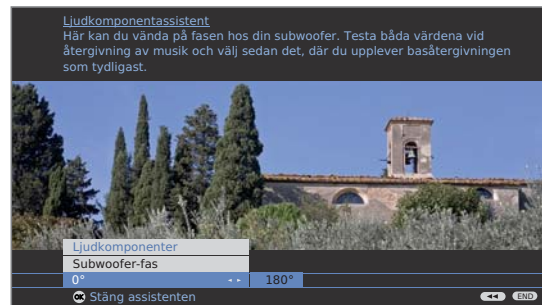 Ljudkomponentassistent
Här kan du vända på fasen hos din subwoofer. Testa båda värdena vid
återgivning av musik och välj sedan det, där du upplever basåtergivningen
som tydligast.
Ljudkomponenter
Subwoofer-fas
0° 180°
OK Stäng assistenten END